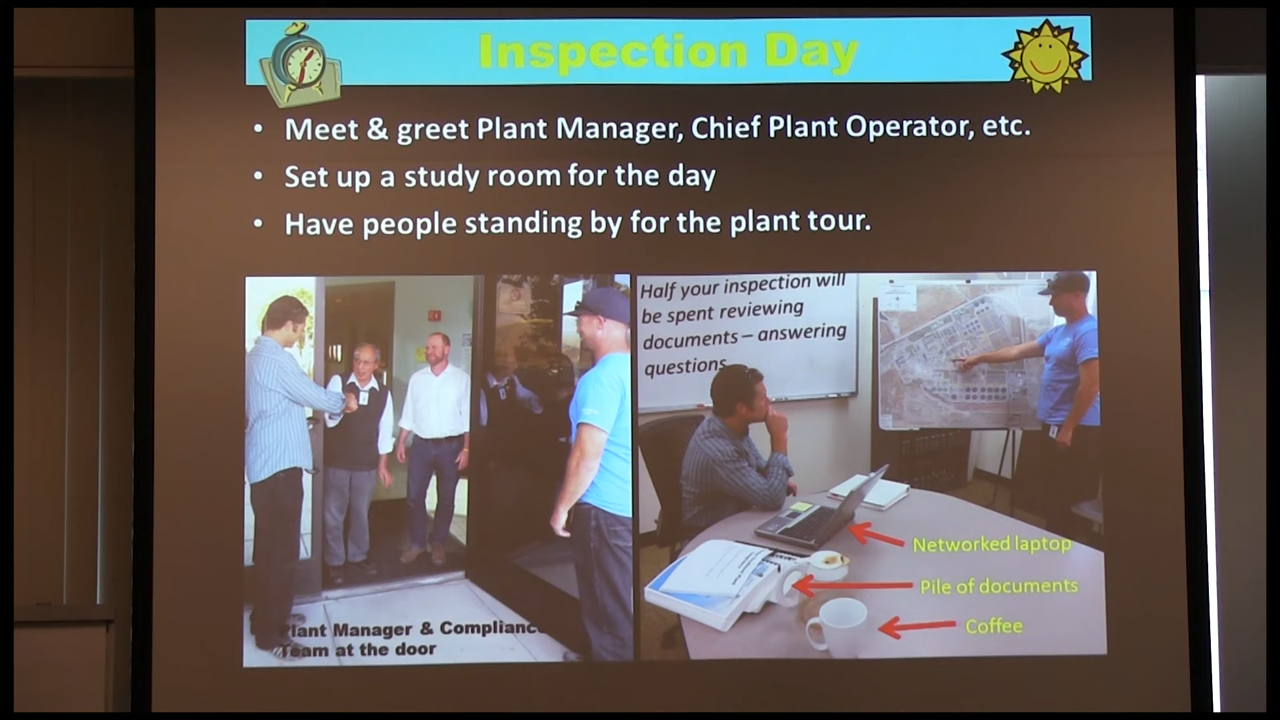 Inspection Day
• Meet & greet Plant Manager, Chief Plant Operator, etc.
• Set up a study room for the day
• Have people standing by for the plant tour.
Half your inspection will
be spent reviewing
documents – answering
questions
Networked laptop
Pile of documents
Coffee
Plant Manager & Compliance
Team at the door